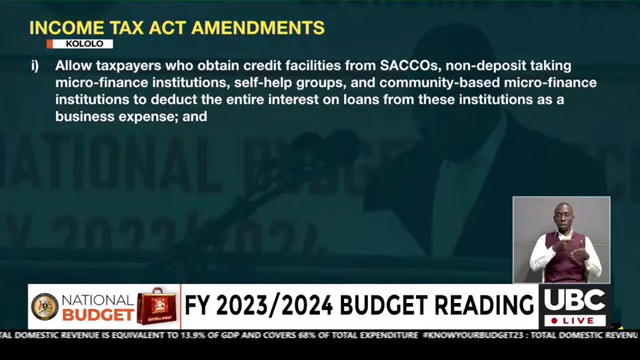 INCOME TAX ACT AMENDMENTS
KOLOLO
i) Allow taxpayers who obtain credit facilities from SACCOs, non-deposit taking
micro-finance institutions, self-help groups, and community-based micro-finance
institutions to deduct the entire interest on loans from these institutions as a
business expense; and
NATIONAL
BUDGET
FY 2023/2024 BUDGET READING
UBC
LIVE
TAL DOMESTIC REVENUE IS EQUIVALENT TO 13.9% OF GDP AND COVERS 68% OF TOTAL EXPENDITURE #KNOWYOURBUDGET23 : TOTAL DOMESTIC REVENU